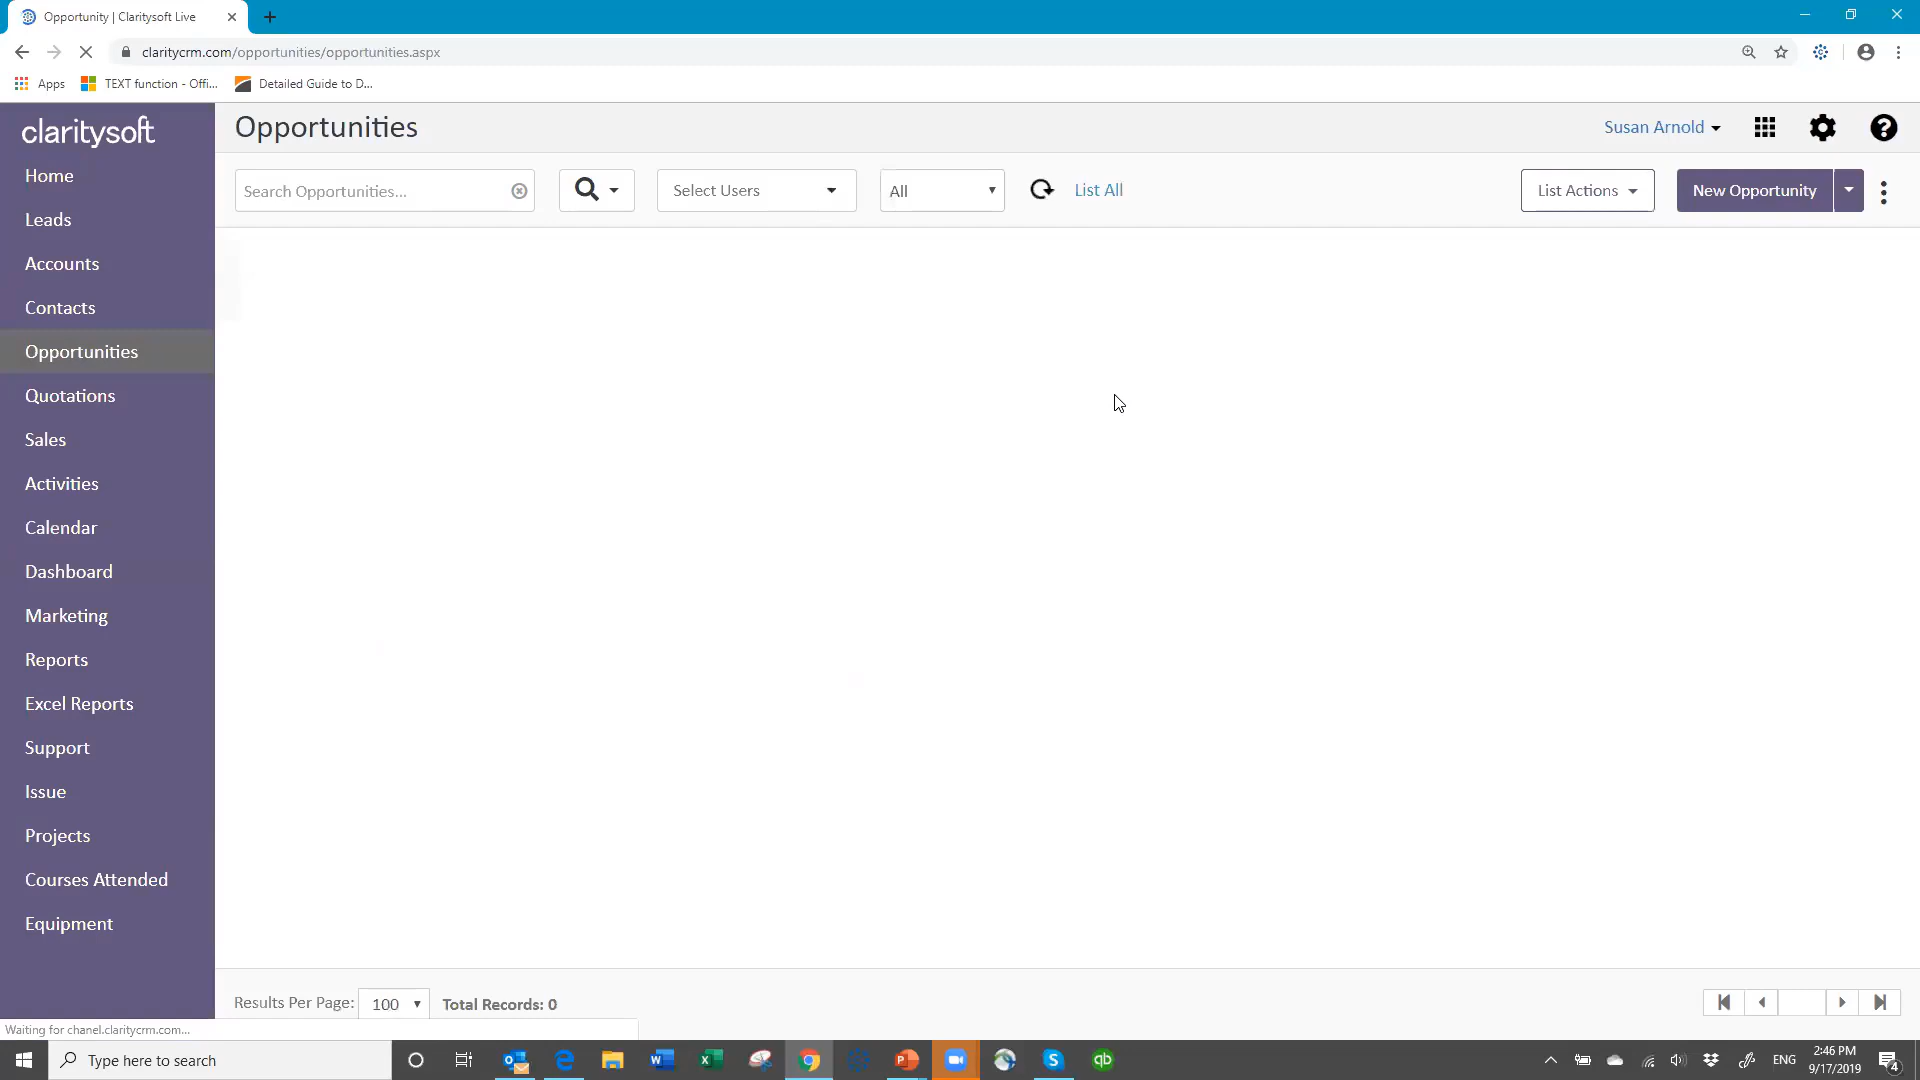 Opportunity | Claritysoft Live
claritycrm.com/opportunities/opportunities.aspx
Apps
TEXT function - Offi...
Detailed Guide to D...
claritysoft
Opportunities
Susan Arnold
Search Opportunities...
Select Users
All
List All
List Actions
New Opportunity
Home
Leads
Accounts
Contacts
Opportunities
Quotations
Sales
Activities
Calendar
Dashboard
Marketing
Reports
Excel Reports
Support
Issue
Projects
Courses Attended
Equipment
Results Per Page: 100
Total Records: 0
Waiting for chanel.claritycrm.com...
Type here to search
ENG
2:46 PM
9/17/2019
4